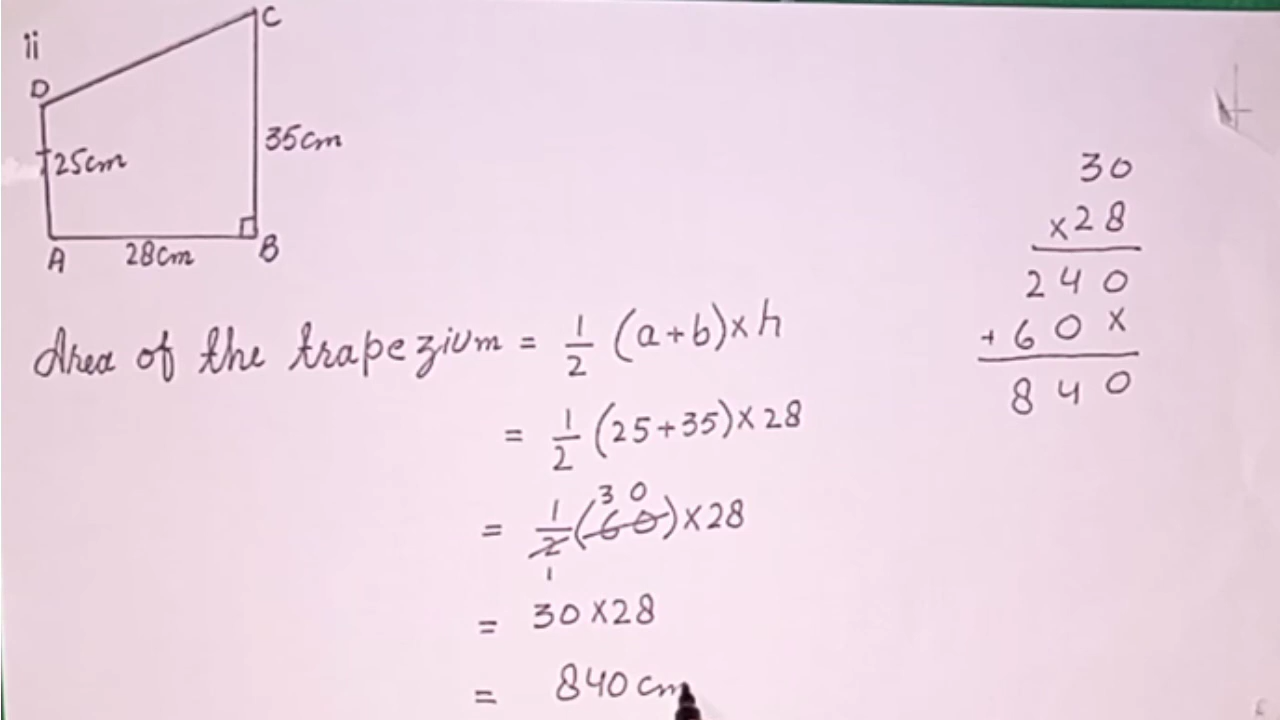 ii
D
C
25cm
35cm
A
28cm
B
Area of the trapezium = 1/2 (a+b)×h
= 1/2 (25+35)×28
= 1/2 (60)×28
30
1
= 30×28
= 840 cm
30
×28
240
+60×
840